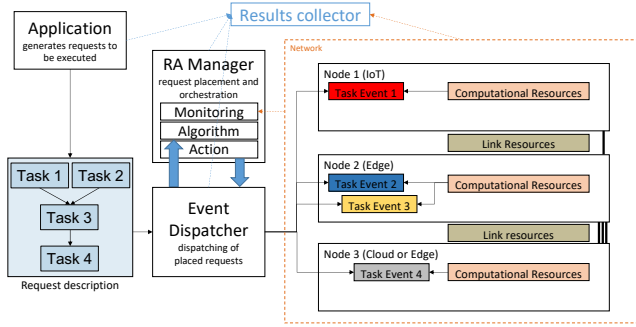 Results collector
Application
generates requests to
be executed
Network
RA Manager
request placement and
orchestration
Monitoring
Algorithm
Action
Node 1 (IoT)
Task Event 1
Computational Resources
Link Resources
Task 1
Task 2
Task 3
Task 4
Request description
Event
Dispatcher
dispatching of
placed requests
Node 2 (Edge)
Task Event 2
Computational Resources
Task Event 3
Link resources
Node 3 (Cloud or Edge)
Task Event 4
Computational Resources